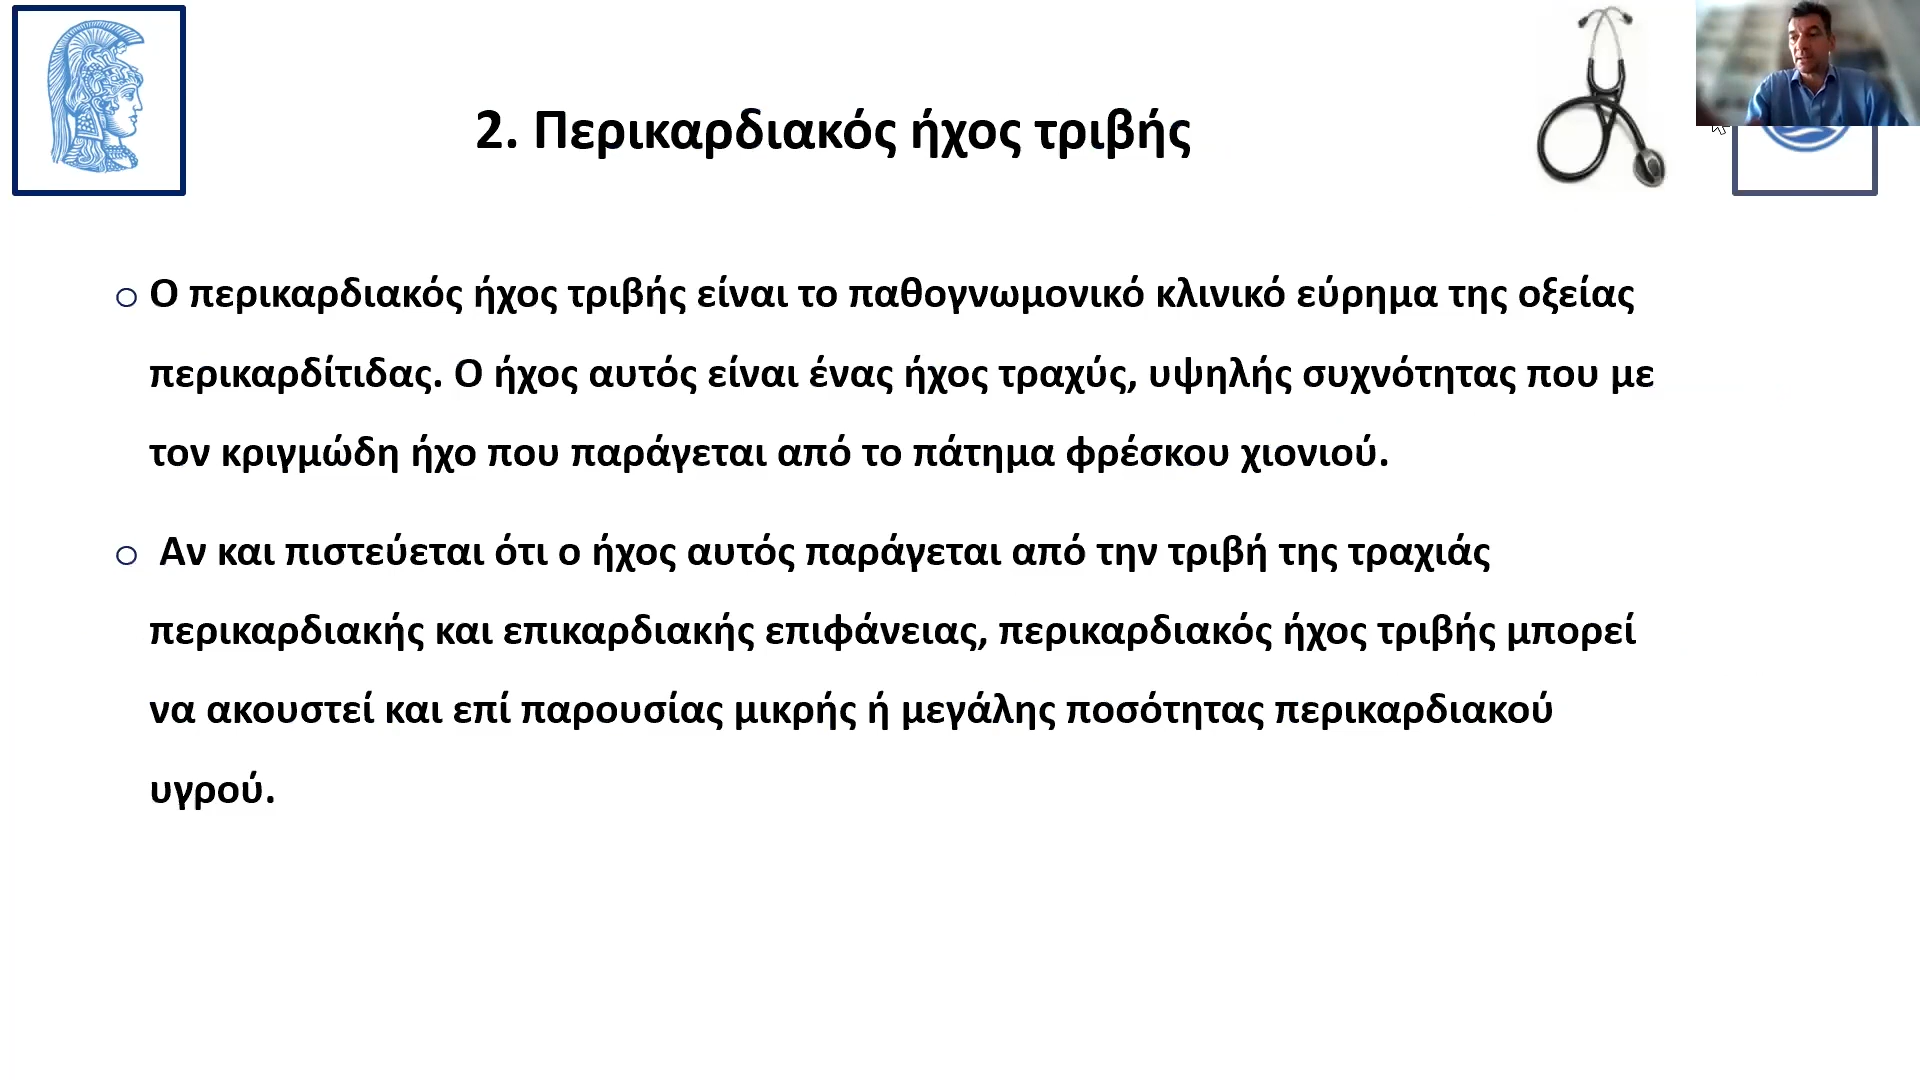 2. Περικαρδιακός ήχος τριβής
o Ο περικαρδιακός ήχος τριβής είναι το παθογνωμονικό κλινικό εύρημα της οξείας
περικαρδίτιδας. Ο ήχος αυτός είναι ένας ήχος τραχύς, υψηλής συχνότητας που με
τον κριγμώδη ήχο που παράγεται από το πάτημα φρέσκου χιονιού.
o Αν και πιστεύεται ότι ο ήχος αυτός παράγεται από την τριβή της τραχιάς
περικαρδιακής και επικαρδιακής επιφάνειας, περικαρδιακός ήχος τριβής μπορεί
να ακουστεί και επί παρουσίας μικρής ή μεγάλης ποσότητας περικαρδιακού
υγρού.